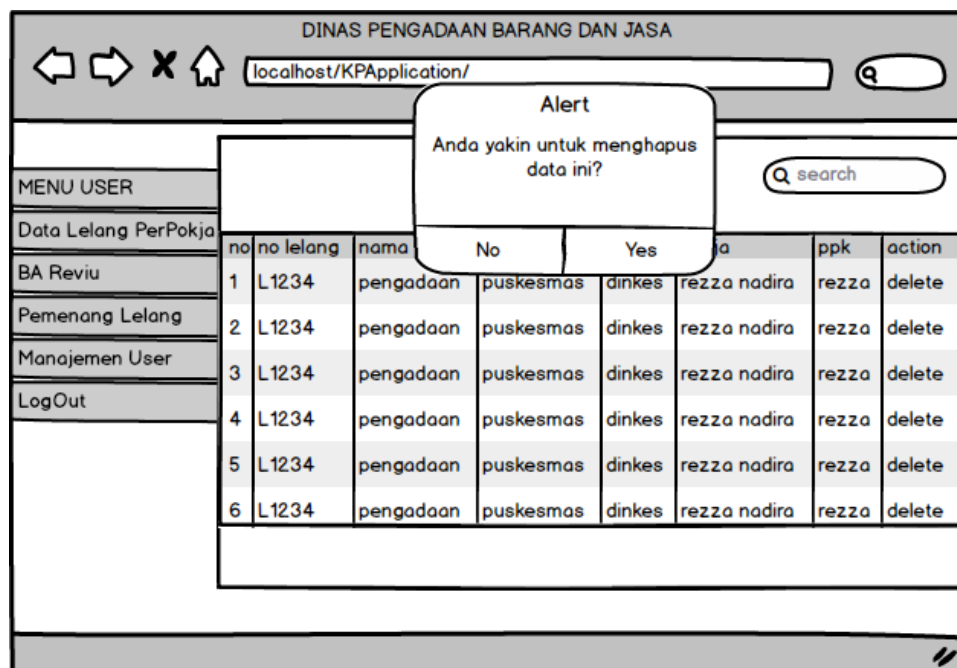 DINAS PENGADAAN BARANG DAN JASA
localhost/KPApplication/
Alert
Anda yakin untuk menghapus
data ini?
No Yes
search
MENU USER
Data Lelang PerPokja
BA Reviu
Pemenang Lelang
Manajemen User
LogOut
no no lelang nama ppk action
1 L1234 pengadaan puskesmas dinkes rezza nadira rezza delete
2 L1234 pengadaan puskesmas dinkes rezza nadira rezza delete
3 L1234 pengadaan puskesmas dinkes rezza nadira rezza delete
4 L1234 pengadaan puskesmas dinkes rezza nadira rezza delete
5 L1234 pengadaan puskesmas dinkes rezza nadira rezza delete
6 L1234 pengadaan puskesmas dinkes rezza nadira rezza delete